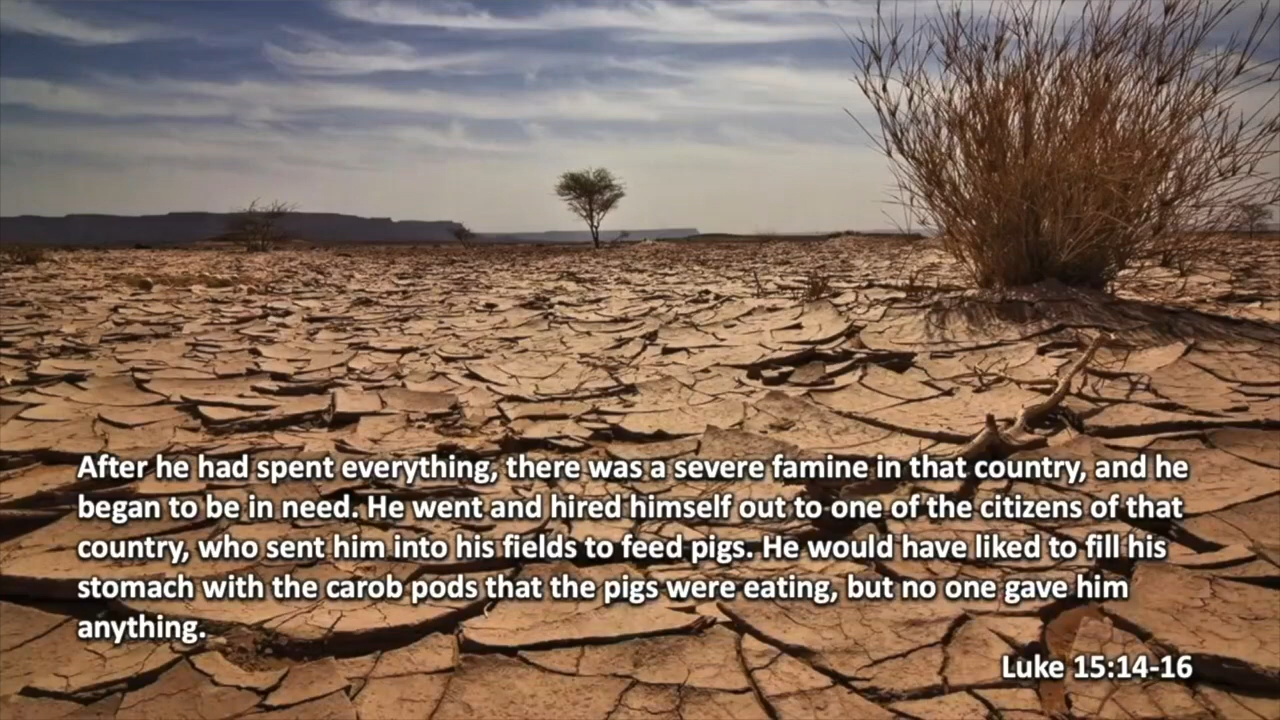 After he had spent everything, there was a severe famine in that country, and he
began to be in need. He went and hired himself out to one of the citizens of that
country, who sent him into his fields to feed pigs. He would have liked to fill his
stomach with the carob pods that the pigs were eating, but no one gave him
anything.
Luke 15:14-16